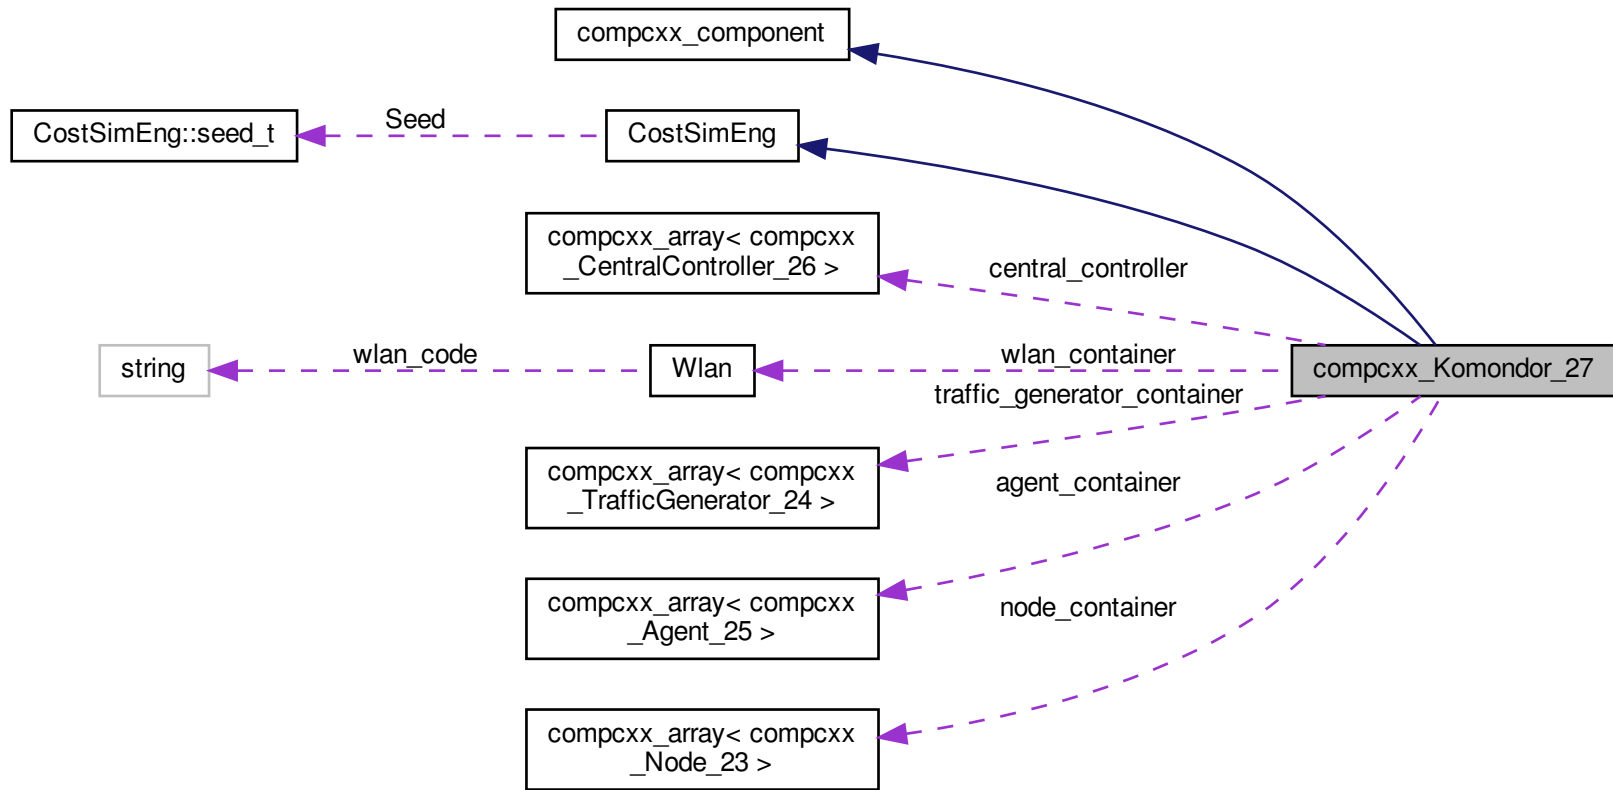 compcxx_component
CostSimEng::seed_t
Seed
CostSimEng
compcxx_array< compcxx
_CentralController_26 >
central_controller
string
wlan_code
Wlan
wlan_container
compcxx_Komondor_27
traffic_generator_container
compcxx_array< compcxx
_TrafficGenerator_24 >
agent_container
compcxx_array< compcxx
_Agent_25 >
node_container
compcxx_array< compcxx
_Node_23 >